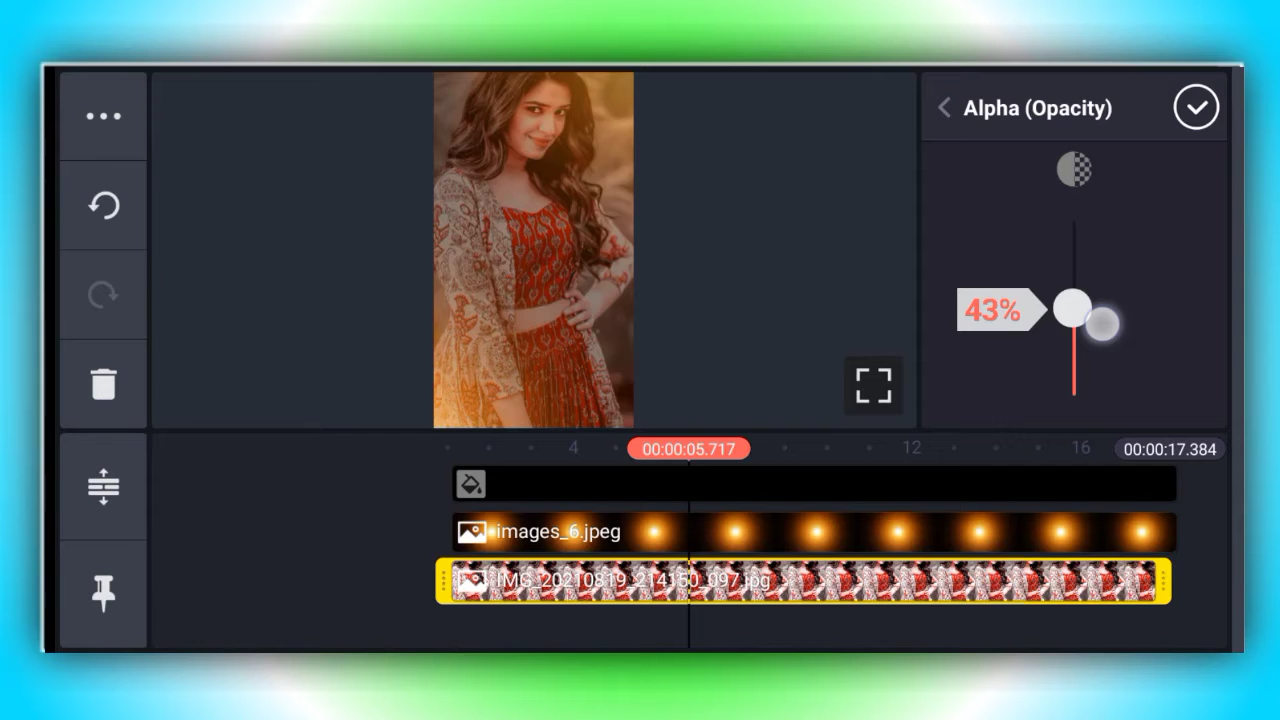 Alpha (Opacity)
43%
4
00:00:05.717
12
16
00:00:17.384
images_6.jpeg
IMG_20210819_214150_097.jpg